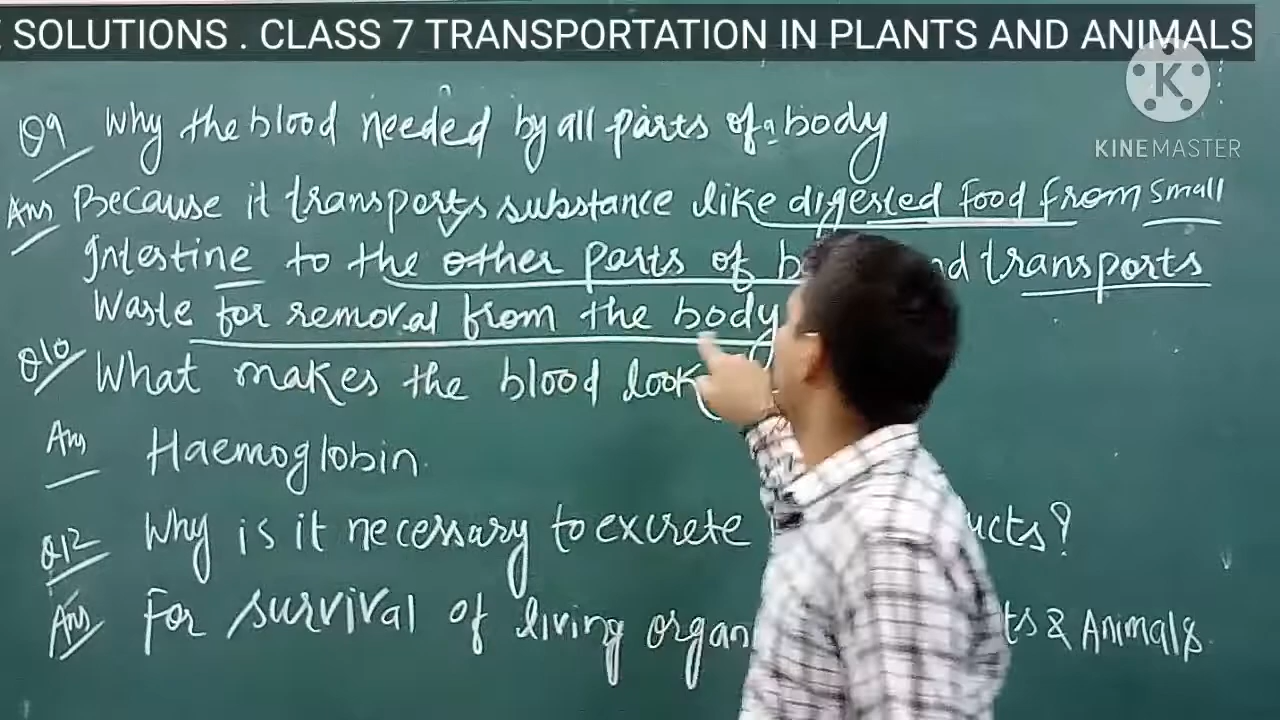 SOLUTIONS . CLASS 7 TRANSPORTATION IN PLANTS AND ANIMALS
K
KINEMASTER
Q9 Why the blood needed by all parts of a body
Ans Because it transports substance like digested food from small
Intestine to the other parts of and transports
Waste for removal from the body
Q10 What makes the blood look
Ans Haemoglobin.
Q12 Why is it necessary to excrete
Ans For survival of living & Animals.